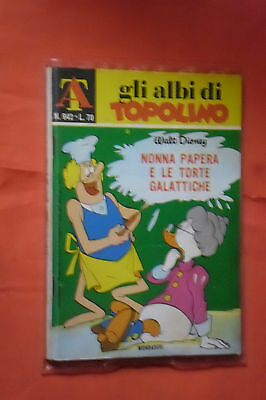 A
N. 842 - L. 70
gli albi di
TOPOLINO
Walt Disney
NONNA PAPERA
E LE TORTE
GALATTICHE
MONDADORI